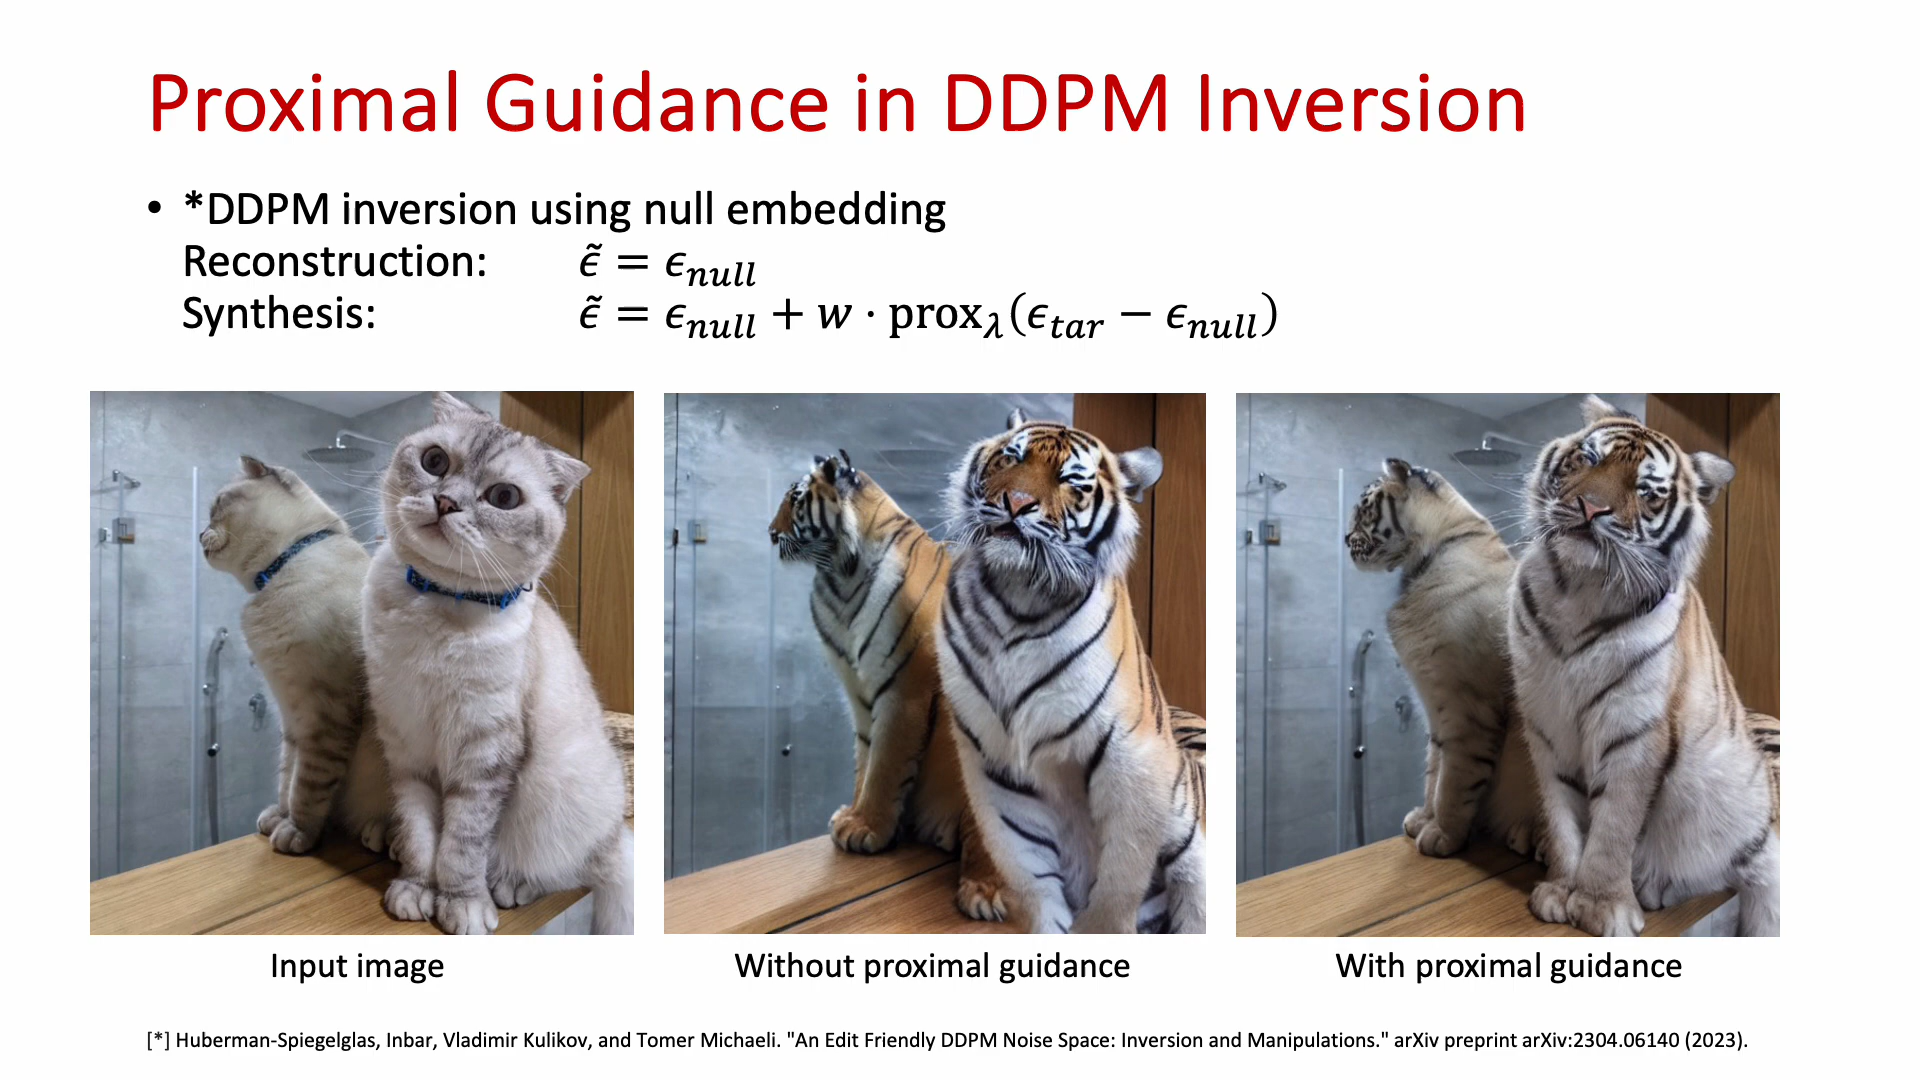 Proximal Guidance in DDPM Inversion
• *DDPM inversion using null embedding
Reconstruction: ϵ̃ = ϵ_null
Synthesis: ϵ̃ = ϵ_null + w · prox_λ(ϵ_tar − ϵ_null)
Input image
Without proximal guidance
With proximal guidance
[*] Huberman-Spiegelglas, Inbar, Vladimir Kulikov, and Tomer Michaeli. "An Edit Friendly DDPM Noise Space: Inversion and Manipulations." arXiv preprint arXiv:2304.06140 (2023).